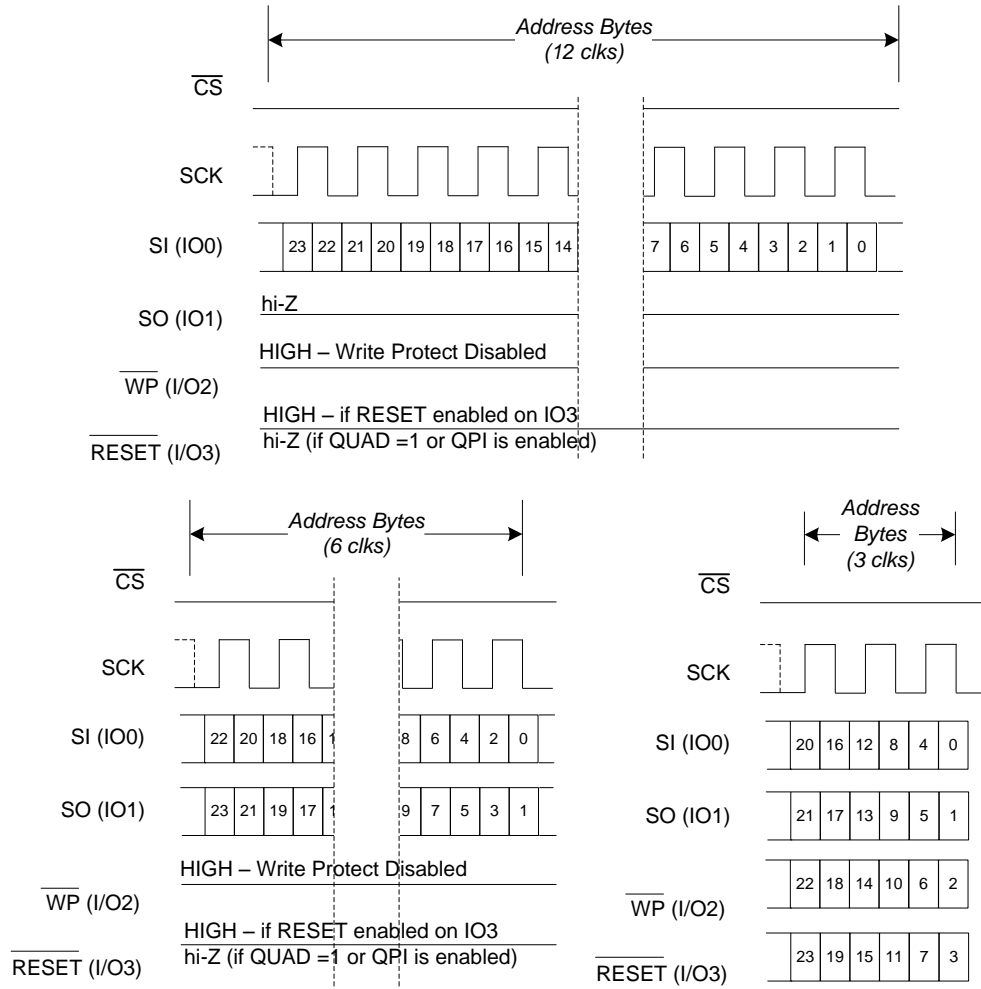 Address Bytes
(12 clks)
CS
SCK
SI (IO0)
23 22 21 20 19 18 17 16 15 14 7 6 5 4 3 2 1 0
SO (IO1)
hi-Z
HIGH – Write Protect Disabled
WP (I/O2)
HIGH – if RESET enabled on IO3
hi-Z (if QUAD =1 or QPI is enabled)
RESET (I/O3)
Address Bytes
(6 clks)
CS
SCK
SI (IO0)
22 20 18 16 8 6 4 2 0
SO (IO1)
23 21 19 17 9 7 5 3 1
HIGH – Write Protect Disabled
WP (I/O2)
HIGH – if RESET enabled on IO3
hi-Z (if QUAD =1 or QPI is enabled)
RESET (I/O3)
Address
Bytes
(3 clks)
CS
SCK
SI (IO0)
20 16 12 8 4 0
SO (IO1)
21 17 13 9 5 1
WP (I/O2)
22 18 14 10 6 2
RESET (I/O3)
23 19 15 11 7 3